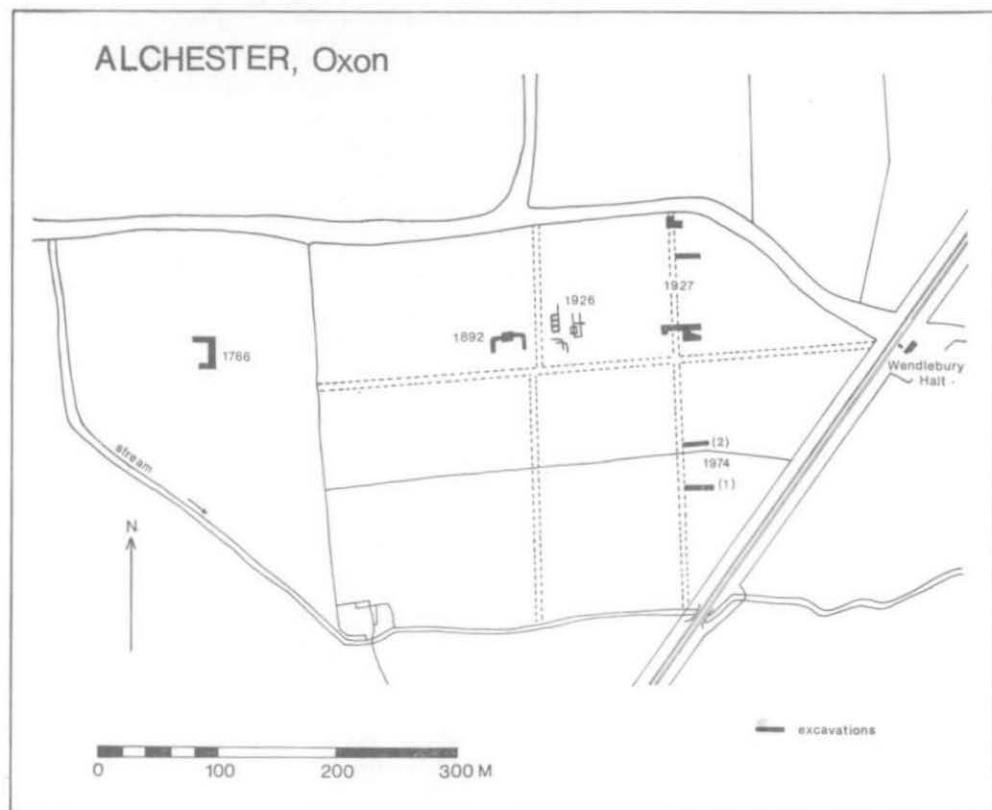 ALCHESTER, Oxon
1926
1927
1892
1766
Wendlebury
Halt
(2)
1974
(1)
stream
N
excavations
0 100 200 300 M